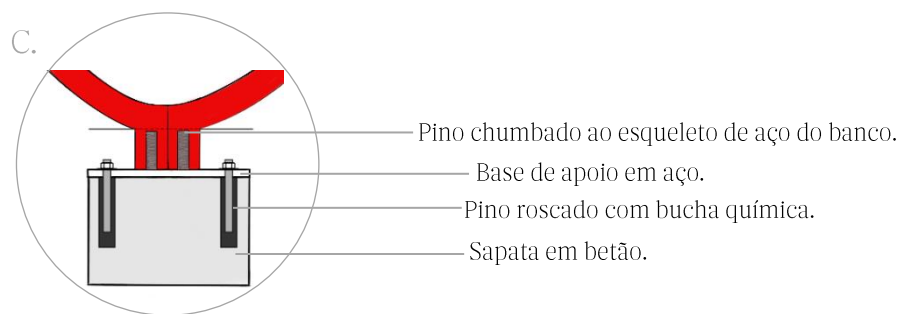 C.
Pino chumbado ao esqueleto de aço do banco.
Base de apoio em aço.
Pino roscado com bucha química.
Sapata em betão.